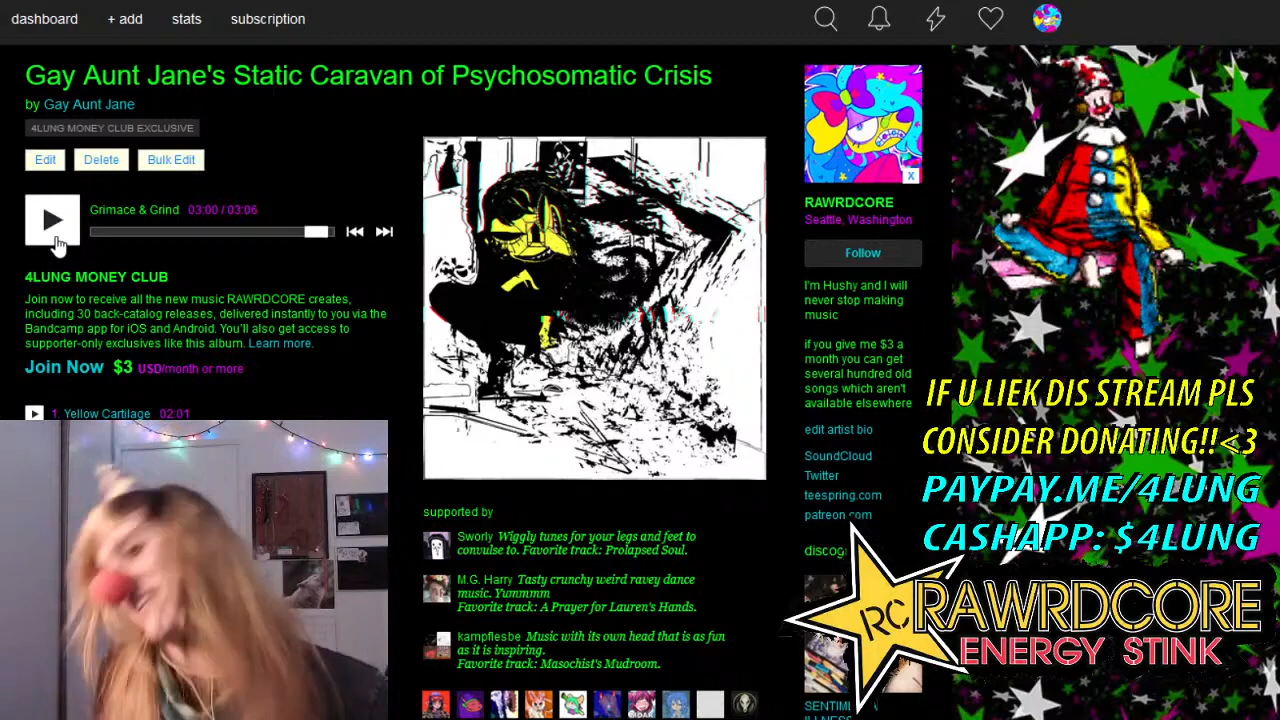 dashboard + add stats subscription
Gay Aunt Jane's Static Caravan of Psychosomatic Crisis
by Gay Aunt Jane
4LUNG MONEY CLUB EXCLUSIVE
Edit Delete Bulk Edit
Grimace & Grind 03:00 / 03:06
4LUNG MONEY CLUB
Join now to receive all the new music RAWRDCORE creates,
including 30 back-catalog releases, delivered instantly to you via the
Bandcamp app for iOS and Android. You'll also get access to
supporter-only exclusives like this album. Learn more.
Join Now $3 USD/month or more
1. Yellow Cartilage 02:01
supported by
Sworly Wiggly tunes for your legs and feet to
convulse to. Favorite track: Prolapsed Soul.
M.G. Harry Tasty crunchy weird ravey dance
music. Yummmm
Favorite track: A Prayer for Lauren's Hands.
kampflesbe Music with its own head that is as fun
as it is inspiring.
Favorite track: Masochist's Mudroom.
X
RAWRDCORE
Seattle, Washington
Follow
I'm Hushy and I will
never stop making
music
if you give me $3 a
month you can get
several hundred old
songs which aren't
available elsewhere
edit artist bio
SoundCloud
Twitter
teespring.com
patreon.com
discog
IF U LIEK DIS STREAM PLS
CONSIDER DONATING!!<3
PAYPAY.ME/4LUNG
CASHAPP: $4LUNG
RC RAWRDCORE
ENERGY STINK